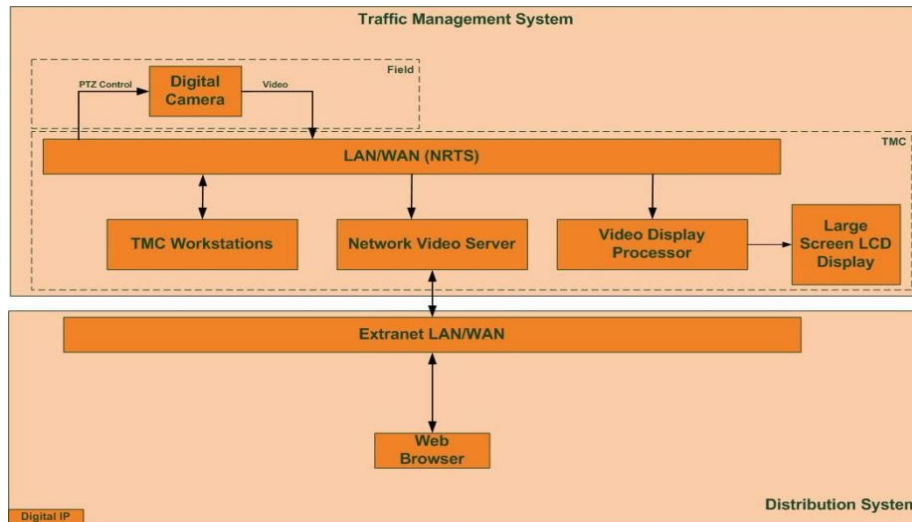 Traffic Management System
Field
PTZ Control
Digital
Camera
Video
TMC
LAN/WAN (NRTS)
TMC Workstations
Network Video Server
Video Display
Processor
Large
Screen LCD
Display
Extranet LAN/WAN
Web
Browser
Distribution System
Digital IP